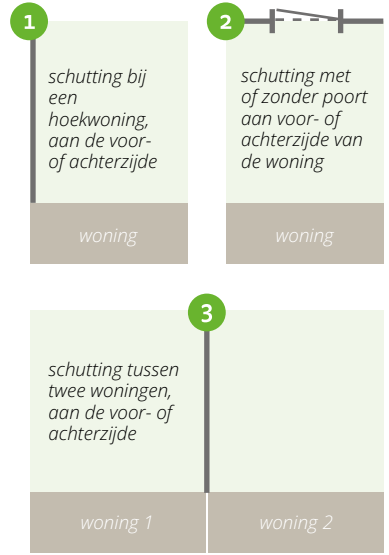 1
schutting bij
een
hoekwoning,
aan de voor-
of achterzijde
woning
2
schutting met
of zonder poort
aan voor- of
achterzijde van
de woning
woning
3
schutting tussen
twee woningen,
aan de voor- of
achterzijde
woning 1
woning 2